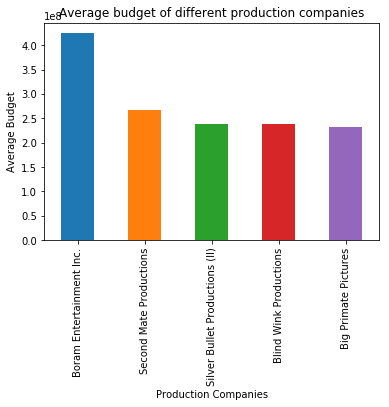 Average budget of different production companies
1e8
4.0
3.5
3.0
2.5
2.0
1.5
1.0
0.5
0.0
Average Budget
Boram Entertainment Inc.
Second Mate Productions
Silver Bullet Productions (II)
Blind Wink Productions
Big Primate Pictures
Production Companies